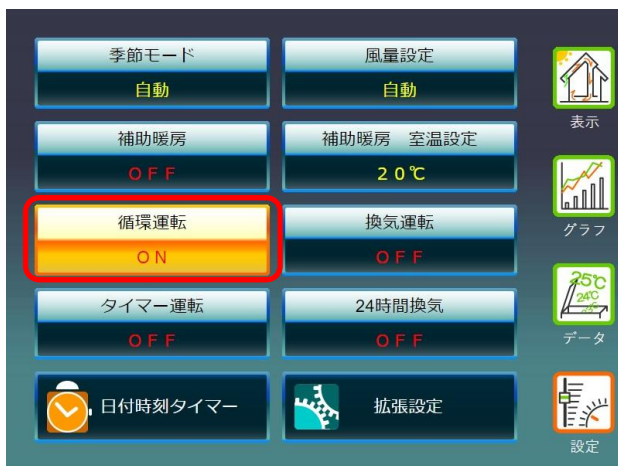 季節モード
風量設定
自動
自動
補助暖房
補助暖房 室温設定
OFF
20℃
循環運転
換気運転
ON
OFF
タイマー運転
24時間換気
OFF
OFF
日付時刻タイマー
拡張設定
表示
グラフ
25℃
24℃
データ
設定